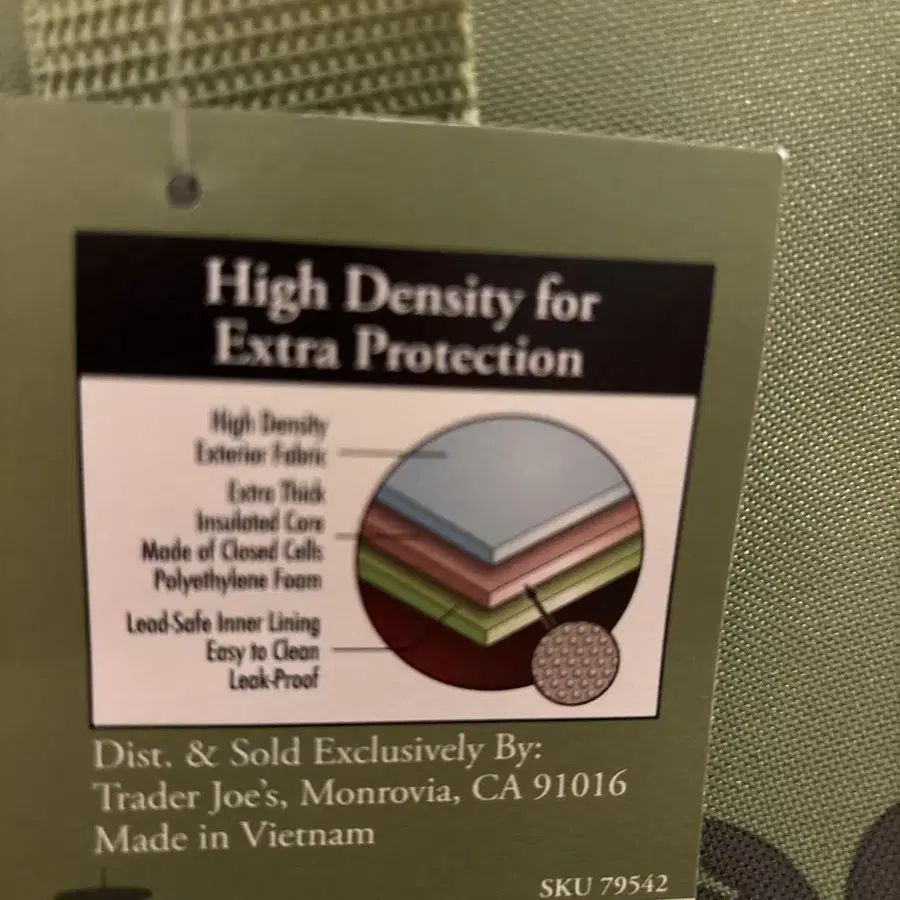 High Density for
Extra Protection
High Density
Exterior Fabric
Extra Thick
Insulated Core
Made of Closed Cells
Polyethylene Foam
Lead-Safe Inner Lining
Easy to Clean
Leak-Proof
Dist. & Sold Exclusively By:
Trader Joe's, Monrovia, CA 91016
Made in Vietnam
SKU 79542